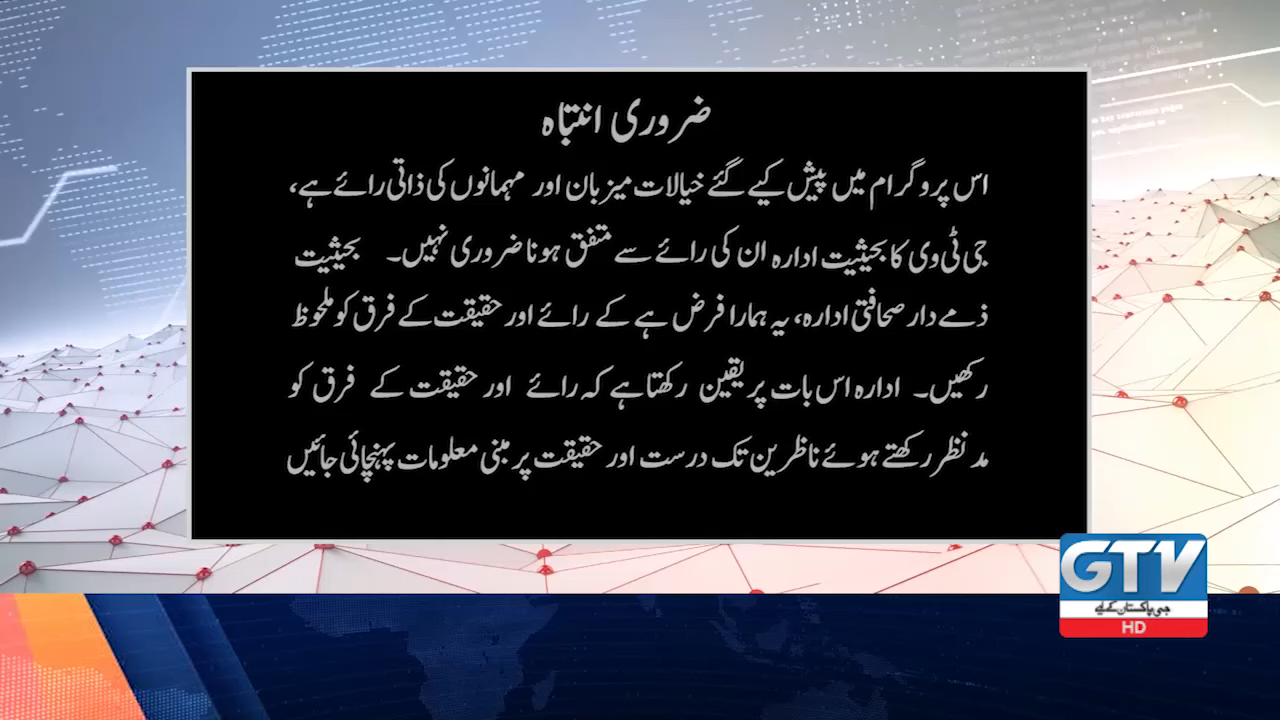 ضروری انتباہ
اس پروگرام میں پیش کیے گئے خیالات میزبان اور مہمانوں کی ذاتی رائے ہے،
جی ٹی وی کا بحیثیت ادارہ ان کی رائے سے متفق ہونا ضروری نہیں۔ بحیثیت
ذمے دار صحافتی ادارہ، یہ ہمارا فرض ہے کے رائے اور حقیقت کے فرق کو ملحوظ
رکھیں۔ ادارہ اس بات پر یقین رکھتا ہے کہ رائے اور حقیقت کے فرق کو
مد نظر رکھتے ہوئے ناظرین تک درست اور حقیقت پر مبنی معلومات پہنچائی جائیں
GTV
جی پاکستان کے لیے
HD